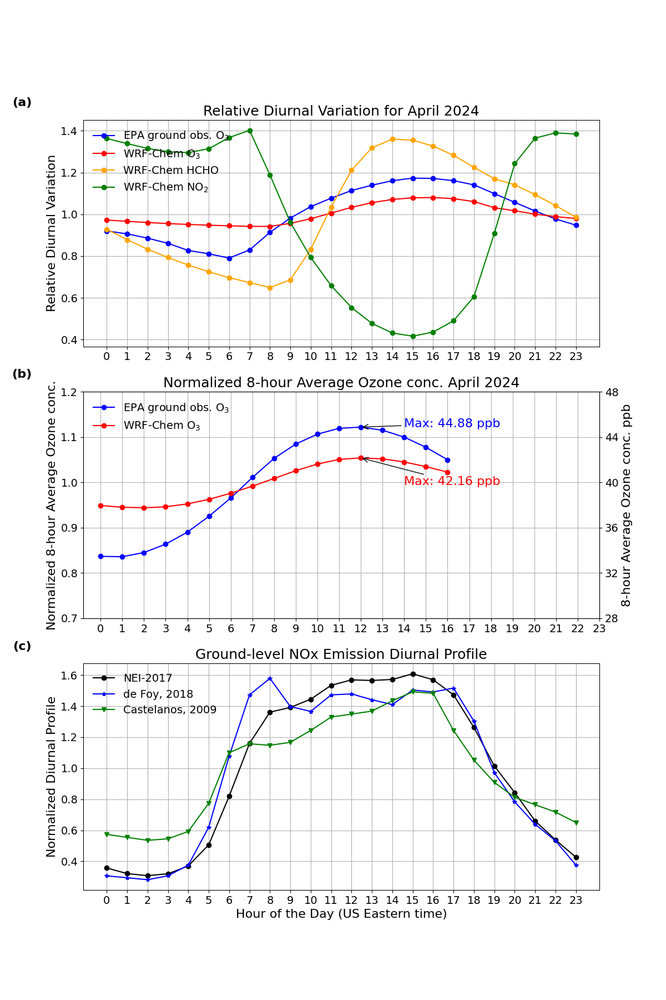 (a)
Relative Diurnal Variation for April 2024
Relative Diurnal Variation
1.4
1.2
1.0
0.8
0.6
0.4
EPA ground obs. O₃
WRF-Chem O₃
WRF-Chem HCHO
WRF-Chem NO₂
0 1 2 3 4 5 6 7 8 9 10 11 12 13 14 15 16 17 18 19 20 21 22 23
(b)
Normalized 8-hour Average Ozone conc. April 2024
Normalized 8-hour Average Ozone conc.
1.2
1.1
1.0
0.9
0.8
0.7
EPA ground obs. O₃
WRF-Chem O₃
Max: 44.88 ppb
Max: 42.16 ppb
48
44
40
36
32
28
8-hour Average Ozone conc. ppb
0 1 2 3 4 5 6 7 8 9 10 11 12 13 14 15 16 17 18 19 20 21 22 23
(c)
Ground-level NOx Emission Diurnal Profile
Normalized Diurnal Profile
1.6
1.4
1.2
1.0
0.8
0.6
0.4
NEI-2017
de Foy, 2018
Castelanos, 2009
0 1 2 3 4 5 6 7 8 9 10 11 12 13 14 15 16 17 18 19 20 21 22 23
Hour of the Day (US Eastern time)